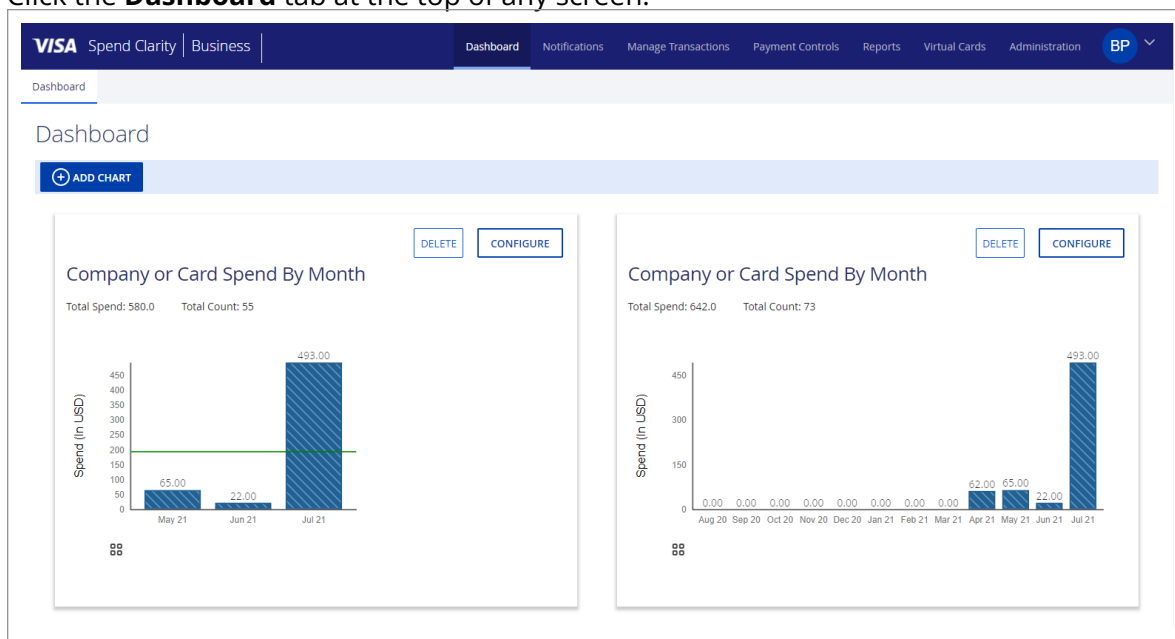 Click the Dashboard tab at the top of any screen.
VISA Spend Clarity | Business
Dashboard Notifications Manage Transactions Payment Controls Reports Virtual Cards Administration BP
Dashboard
Dashboard
ADD CHART
DELETE CONFIGURE
Company or Card Spend By Month
Total Spend: 580.0 Total Count: 55
Spend (In USD)
493.00
450
400
350
300
250
200
150
100
50
0
65.00
22.00
May 21 Jun 21 Jul 21
DELETE CONFIGURE
Company or Card Spend By Month
Total Spend: 642.0 Total Count: 73
Spend (In USD)
493.00
450
300
150
0
0.00 0.00 0.00 0.00 0.00 0.00 0.00 0.00 62.00 65.00 22.00
Aug 20 Sep 20 Oct 20 Nov 20 Dec 20 Jan 21 Feb 21 Mar 21 Apr 21 May 21 Jun 21 Jul 21